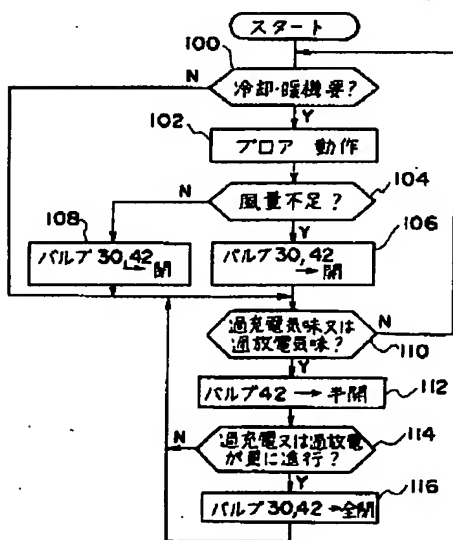 スタート
100
N
冷却・暖機要?
Y
102
ブロア 動作
N
風量不足?
104
Y
108
106
バルブ30,42
→閉
バルブ30,42
→開
過充電気味又は
過放電気味?
N
110
Y
バルブ42→半開
112
過充電又は過放電
が更に進行?
N
114
Y
116
バルブ30,42→全開